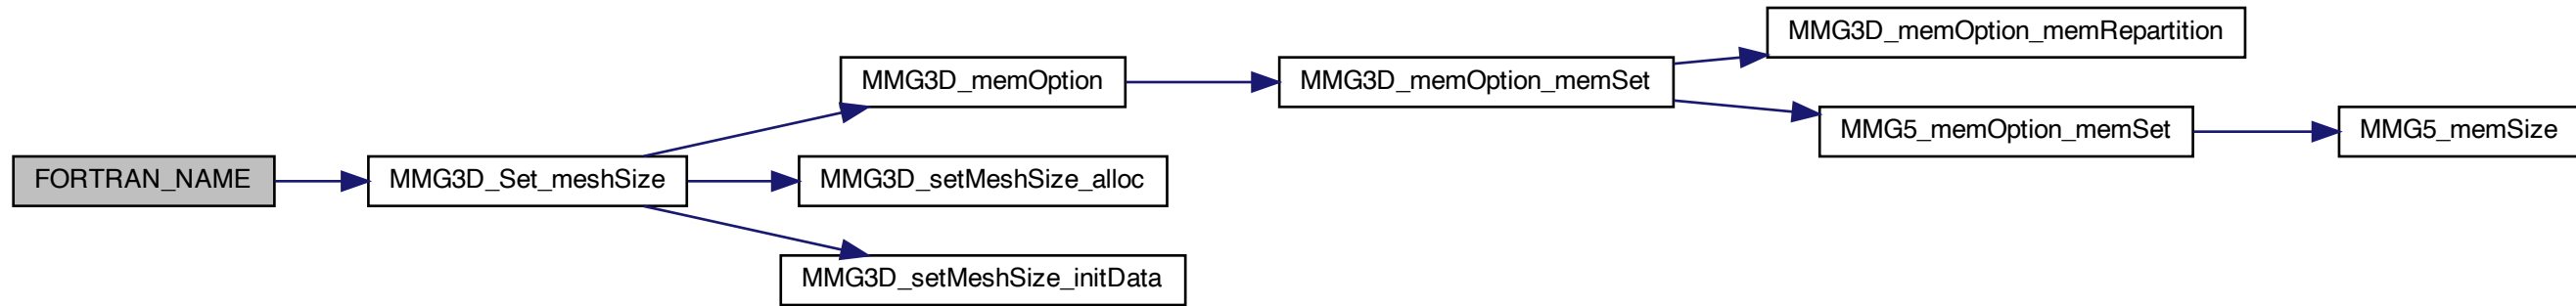 FORTRAN_NAME
MMG3D_Set_meshSize
MMG3D_memOption
MMG3D_setMeshSize_alloc
MMG3D_setMeshSize_initData
MMG3D_memOption_memSet
MMG3D_memOption_memRepartition
MMG5_memOption_memSet
MMG5_memSize